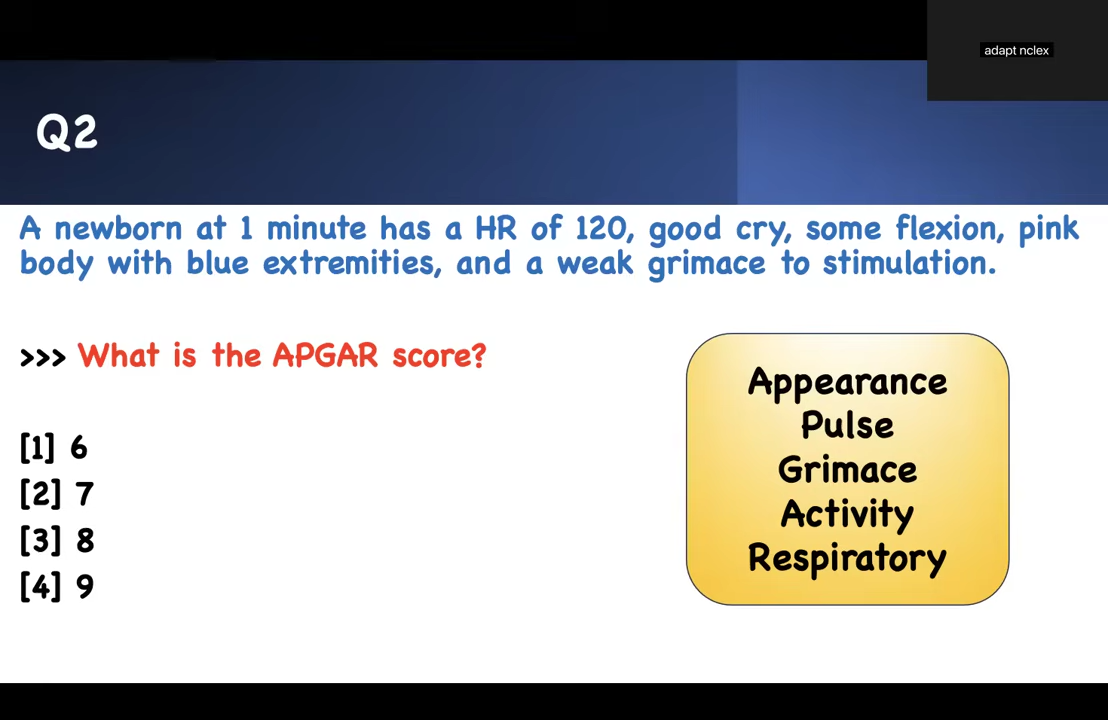 adapt nclex
Q2
A newborn at 1 minute has a HR of 120, good cry, some flexion, pink
body with blue extremities, and a weak grimace to stimulation.
>>> What is the APGAR score?
[1] 6
[2] 7
[3] 8
[4] 9
Appearance
Pulse
Grimace
Activity
Respiratory